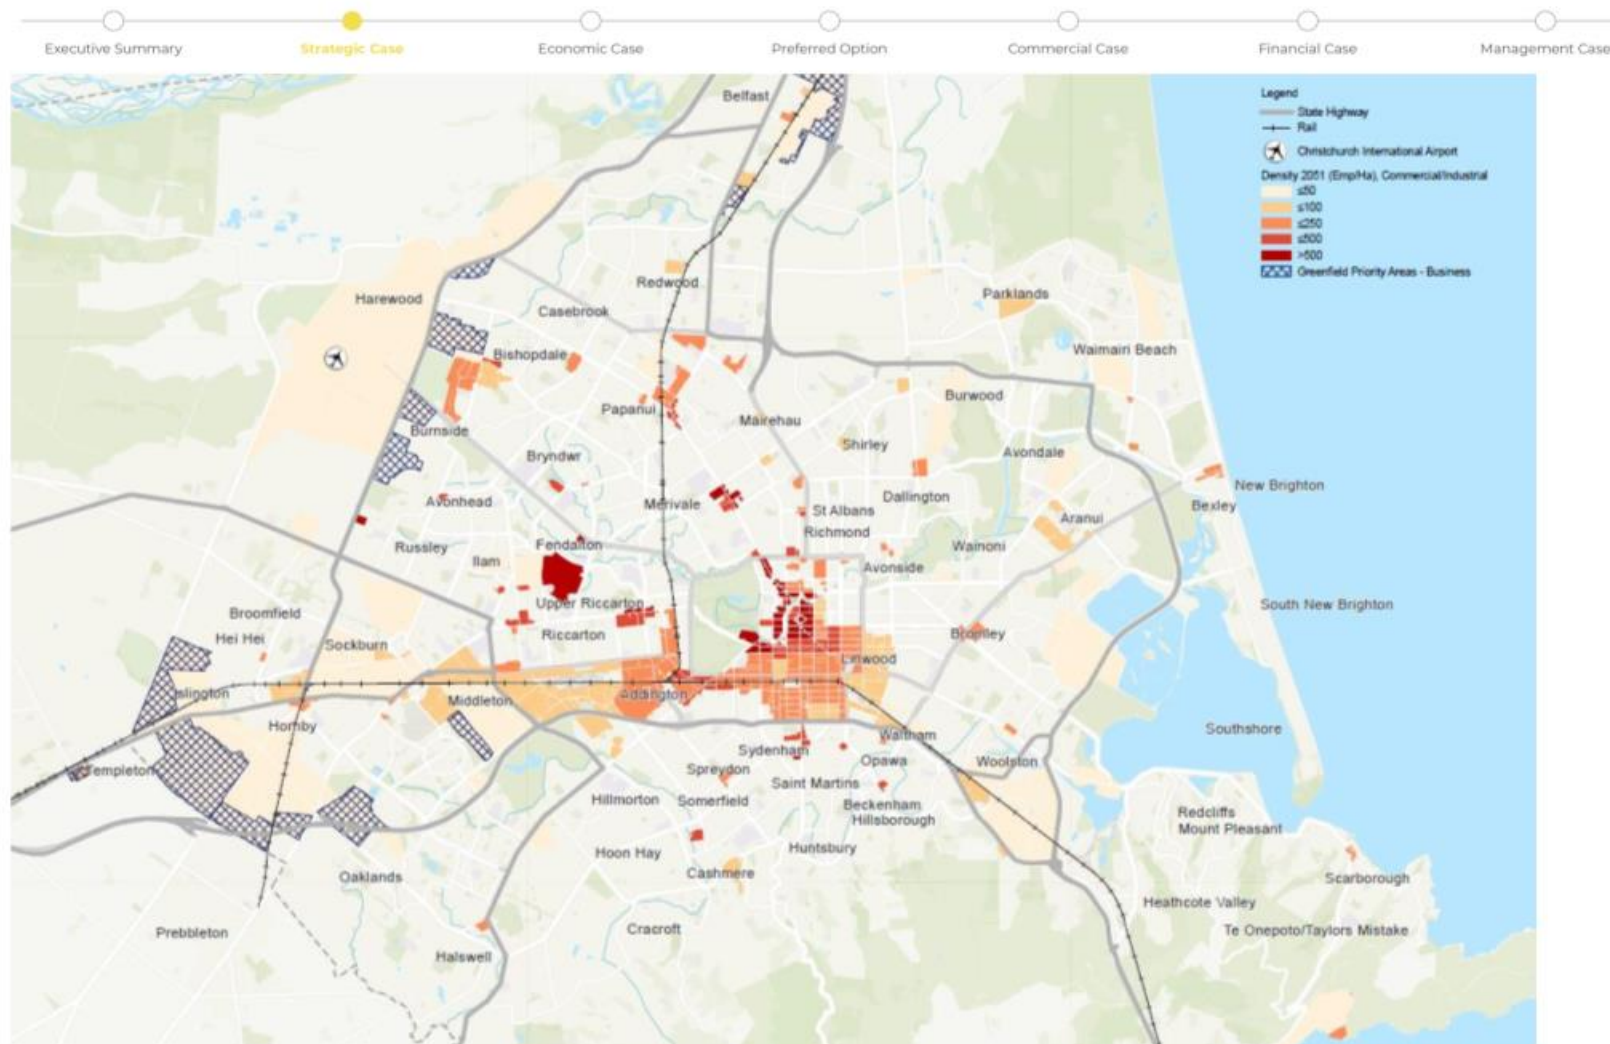 Executive Summary
Strategic Case
Economic Case
Preferred Option
Commercial Case
Financial Case
Management Case
Legend
State Highway
Rail
Christchurch International Airport
Density 2051 (Emp/Ha), Commercial/Industrial
≤50
≤100
≤250
≤500
>500
Greenfield Priority Areas - Business
Belfast
Redwood
Harewood
Casebrook
Parklands
Bishopdale
Waimairi Beach
Papanui
Burwood
Mairehau
Burnside
Shirley
Avondale
Bryndwr
New Brighton
Avonhead
Merivale
Dallington
Bexley
St Albans
Aranui
Richmond
Russley
Fendalton
Wainoni
Ilam
Avonside
Upper Riccarton
South New Brighton
Broomfield
Hei Hei
Riccarton
Bromley
Sockburn
Linwood
Islington
Middleton
Addington
Hornby
Southshore
Waltham
Sydenham
Opawa
Woolston
Templeton
Spreydon
Saint Martins
Hillmorton
Somerfield
Beckenham
Hillsborough
Redcliffs
Mount Pleasant
Hoon Hay
Huntsbury
Oaklands
Cashmere
Scarborough
Heathcote Valley
Prebbleton
Cracroft
Te Onepoto/Taylors Mistake
Halswell